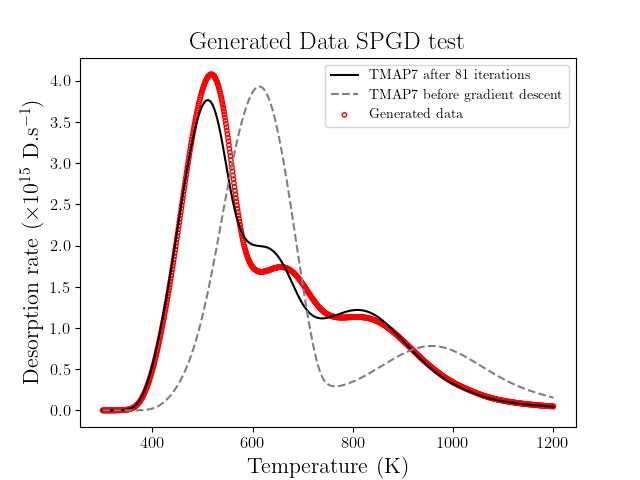 Generated Data SPGD test
TMAP7 after 81 iterations
TMAP7 before gradient descent
Generated data
Desorption rate (×10¹⁵ D.s⁻¹)
4.0
3.5
3.0
2.5
2.0
1.5
1.0
0.5
0.0
400 600 800 1000 1200
Temperature (K)